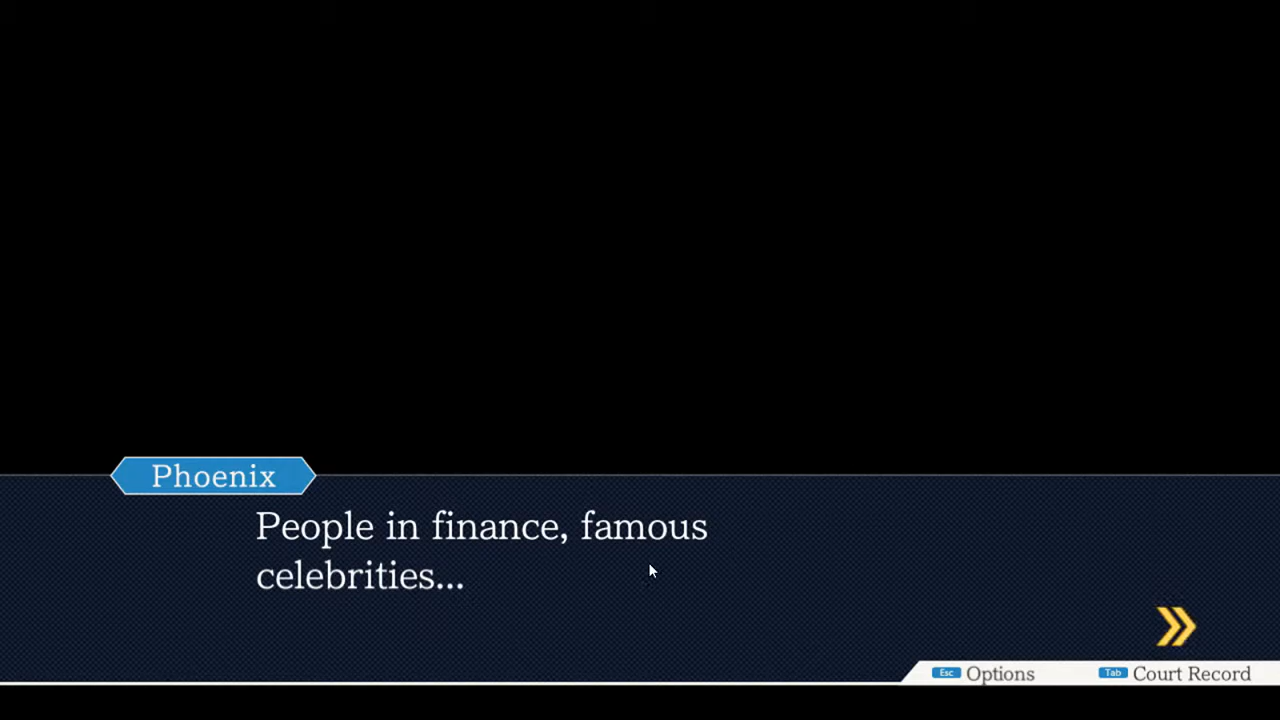 Phoenix
People in finance, famous
celebrities...
Esc Options Tab Court Record